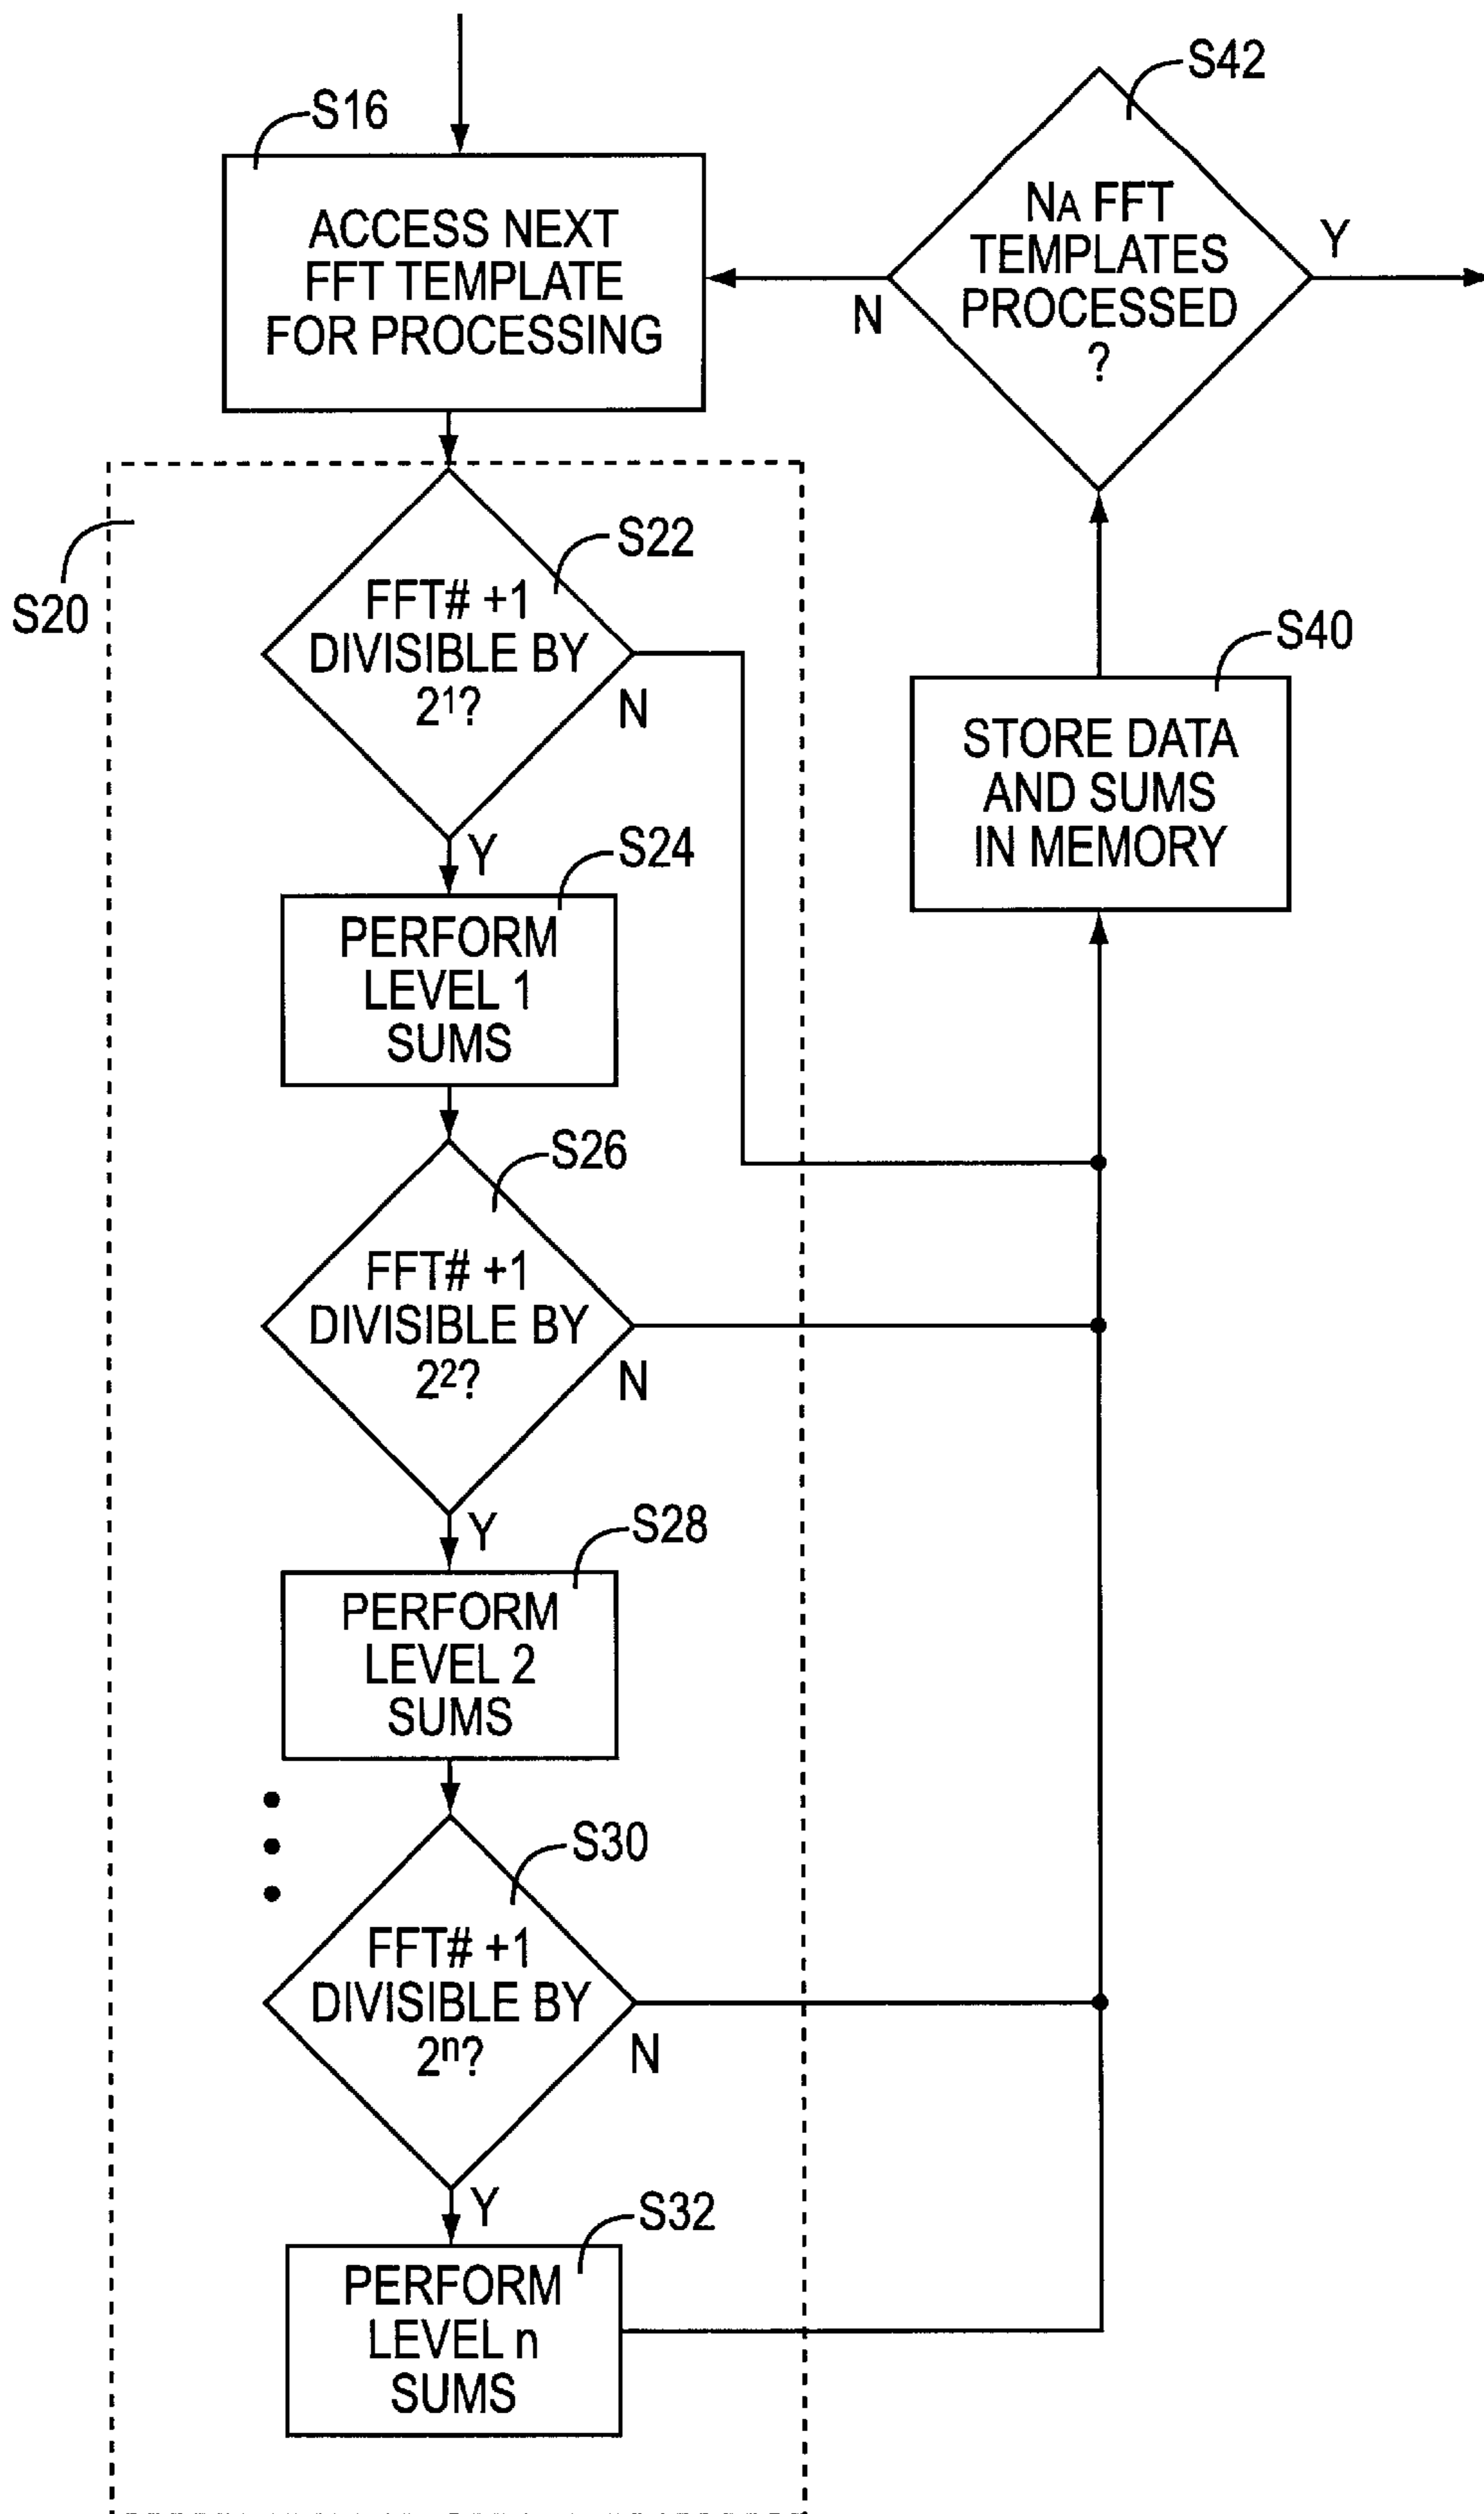 S16
ACCESS NEXT
FFT TEMPLATE
FOR PROCESSING
S42
NA FFT
TEMPLATES
PROCESSED
?
Y
N
S20
S22
FFT# +1
DIVISIBLE BY
2¹?
N
Y
S24
PERFORM
LEVEL 1
SUMS
S40
STORE DATA
AND SUMS
IN MEMORY
S26
FFT# +1
DIVISIBLE BY
2²?
N
Y
S28
PERFORM
LEVEL 2
SUMS
S30
FFT# +1
DIVISIBLE BY
2ⁿ?
N
Y
S32
PERFORM
LEVEL n
SUMS